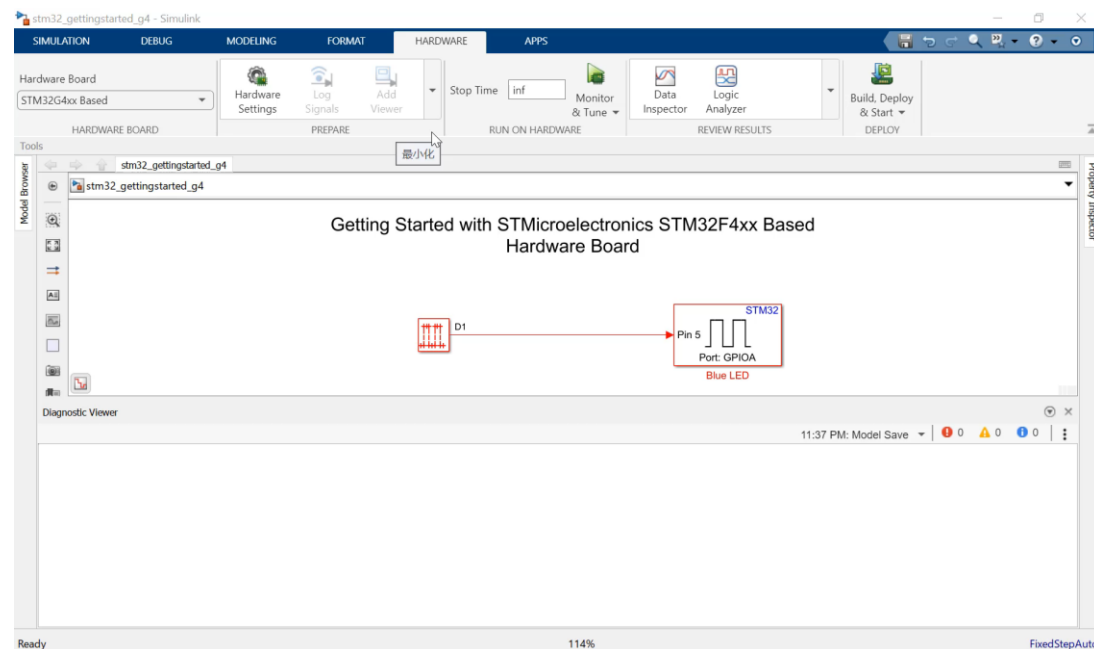 stm32_gettingstarted_g4 - Simulink
SIMULATION DEBUG MODELING FORMAT HARDWARE APPS
Hardware Board
STM32G4xx Based
HARDWARE BOARD
Hardware Settings
Log Signals
Add Viewer
PREPARE
Stop Time inf
Monitor & Tune
RUN ON HARDWARE
Data Inspector
Logic Analyzer
REVIEW RESULTS
Build, Deploy & Start
DEPLOY
Tools
最小化
Model Browser
stm32_gettingstarted_g4
stm32_gettingstarted_g4
Property Inspector
Getting Started with STMicroelectronics STM32F4xx Based
Hardware Board
D1
STM32
Pin 5
Port: GPIOA
Blue LED
Diagnostic Viewer
11:37 PM: Model Save 0 0 0
Ready 114% FixedStepAuto